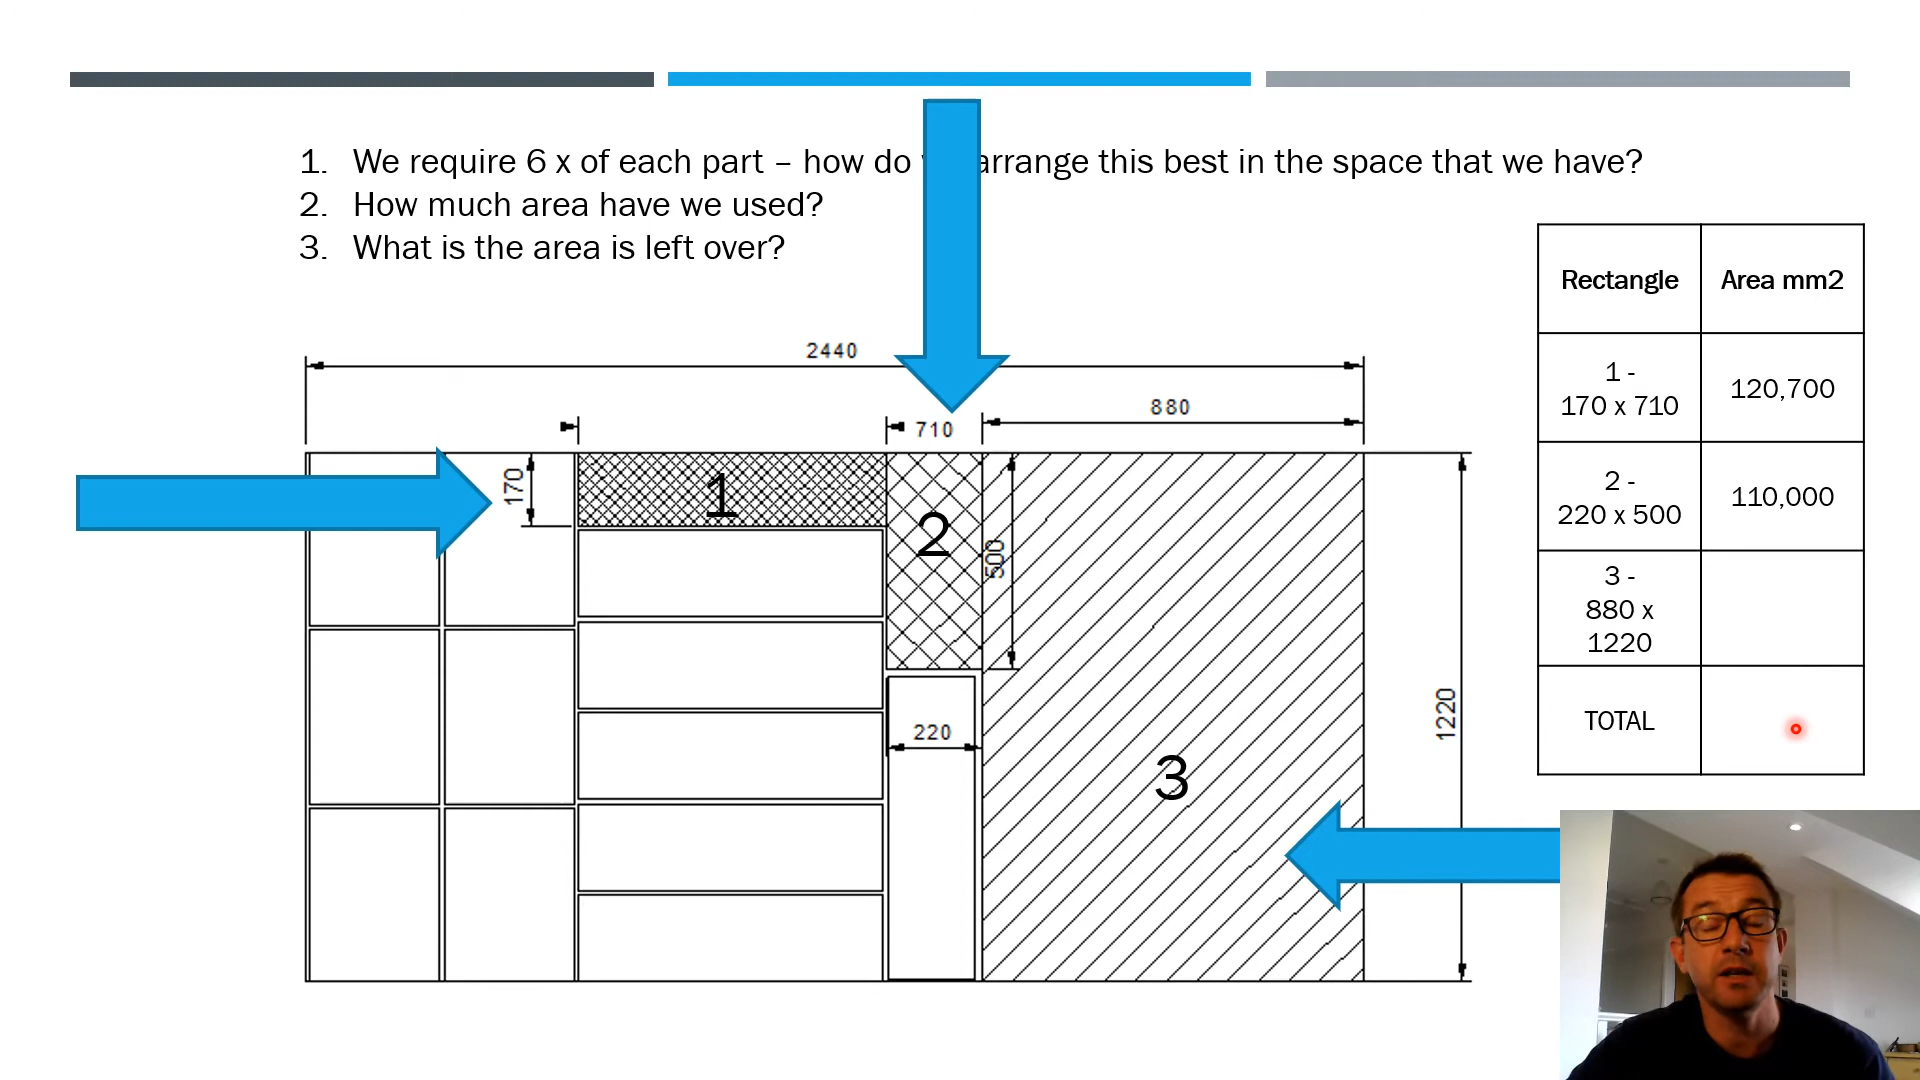 1. We require 6 x of each part – how do arrange this best in the space that we have?
2. How much area have we used?
3. What is the area is left over?
Rectangle Area mm2
1 -
170 x 710
120,700
2 -
220 x 500
110,000
3 -
880 x
1220
TOTAL
2440
880
710
170
1
2
500
220
3
1220